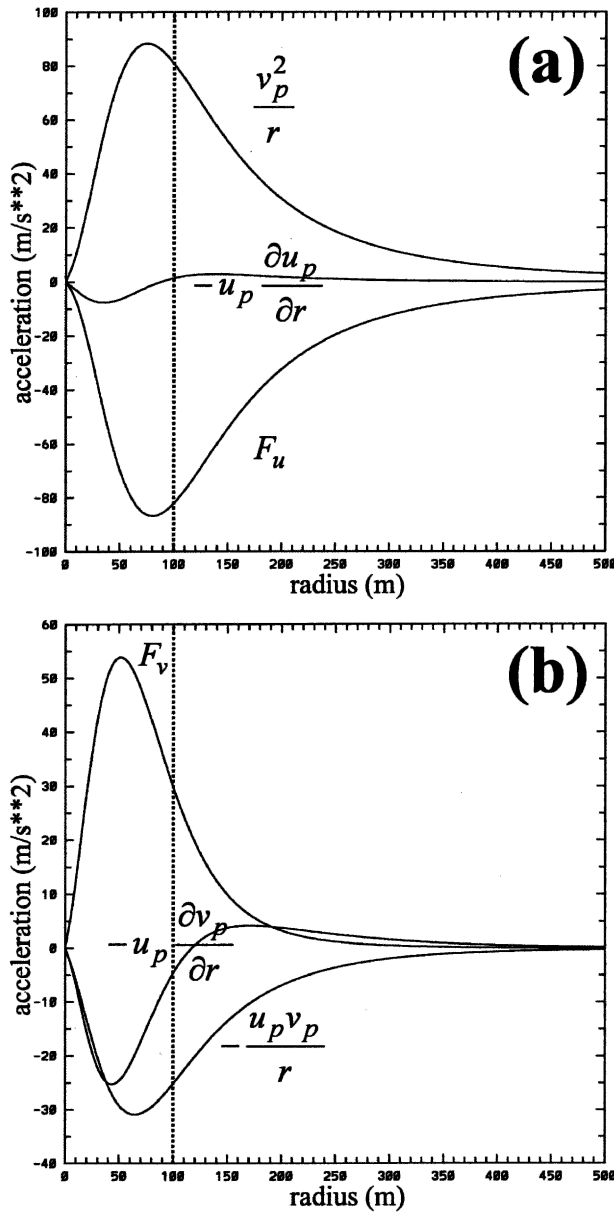 (a)
acceleration (m/s**2)
100
80
60
40
20
0
-20
-40
-60
-80
-100
v_p^2 / r
-u_p ∂u_p / ∂r
F_u
0 50 100 150 200 250 300 350 400 450 500
radius (m)
(b)
acceleration (m/s**2)
60
50
40
30
20
10
0
-10
-20
-30
-40
F_v
-u_p ∂v_p / ∂r
-u_p v_p / r
0 50 100 150 200 250 300 350 400 450 500
radius (m)